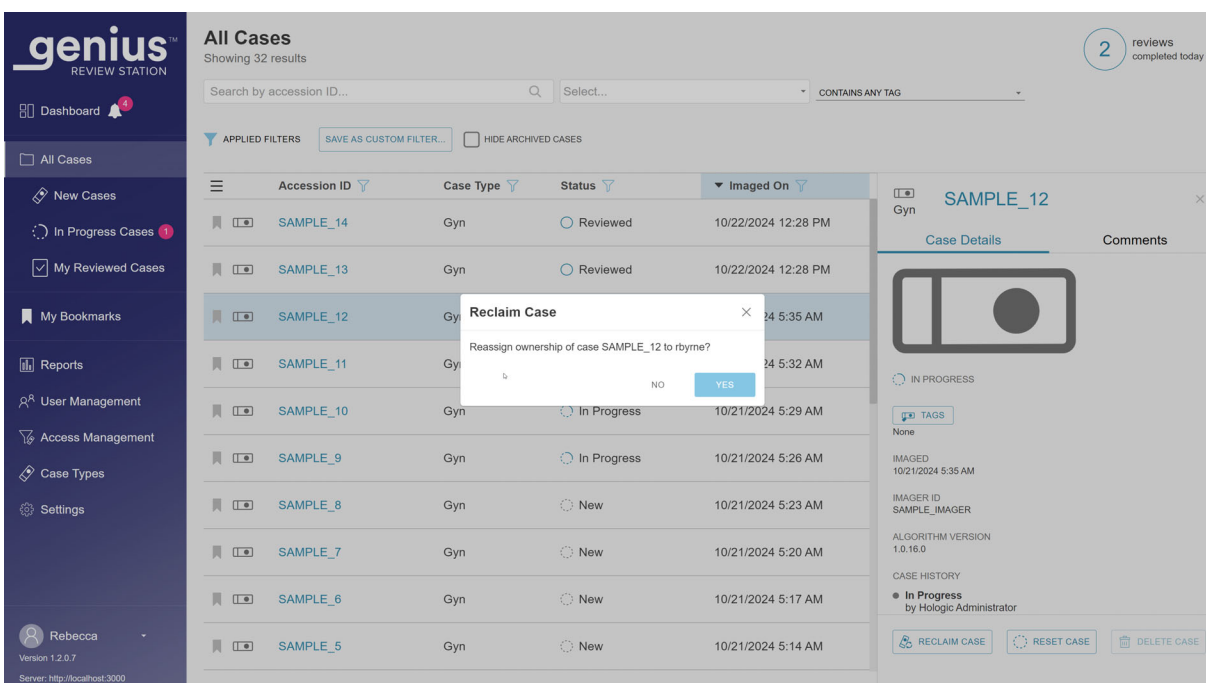 genius™
REVIEW STATION
Dashboard 4
All Cases
New Cases
In Progress Cases 1
My Reviewed Cases
My Bookmarks
Reports
User Management
Access Management
Case Types
Settings
Rebecca
Version 1.2.0.7
Server: http://localhost:3000
All Cases
Showing 32 results
2 reviews
completed today
Search by accession ID... Select... CONTAINS ANY TAG
APPLIED FILTERS SAVE AS CUSTOM FILTER... HIDE ARCHIVED CASES
Accession ID Case Type Status Imaged On
SAMPLE_14 Gyn Reviewed 10/22/2024 12:28 PM
SAMPLE_13 Gyn Reviewed 10/22/2024 12:28 PM
SAMPLE_12 24 5:35 AM
SAMPLE_11 24 5:32 AM
SAMPLE_10 Gyn In Progress 10/21/2024 5:29 AM
SAMPLE_9 Gyn In Progress 10/21/2024 5:26 AM
SAMPLE_8 Gyn New 10/21/2024 5:23 AM
SAMPLE_7 Gyn New 10/21/2024 5:20 AM
SAMPLE_6 Gyn New 10/21/2024 5:17 AM
SAMPLE_5 Gyn New 10/21/2024 5:14 AM
Reclaim Case
Reassign ownership of case SAMPLE_12 to rbyrne?
NO YES
Gyn SAMPLE_12
Case Details Comments
IN PROGRESS
TAGS
None
IMAGED
10/21/2024 5:35 AM
IMAGER ID
SAMPLE_IMAGER
ALGORITHM VERSION
1.0.16.0
CASE HISTORY
In Progress
by Hologic Administrator
RECLAIM CASE RESET CASE DELETE CASE